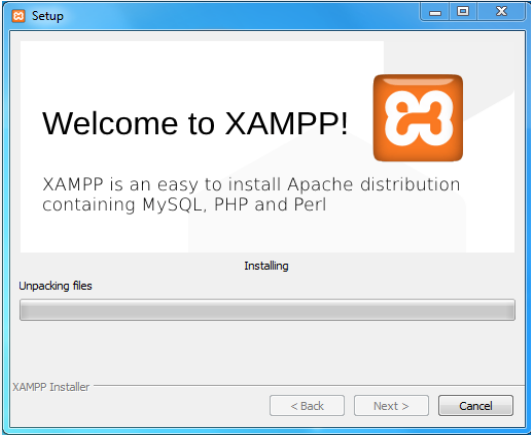 Setup
Welcome to XAMPP!
XAMPP is an easy to install Apache distribution
containing MySQL, PHP and Perl
Installing
Unpacking files
XAMPP Installer
< Back
Next >
Cancel